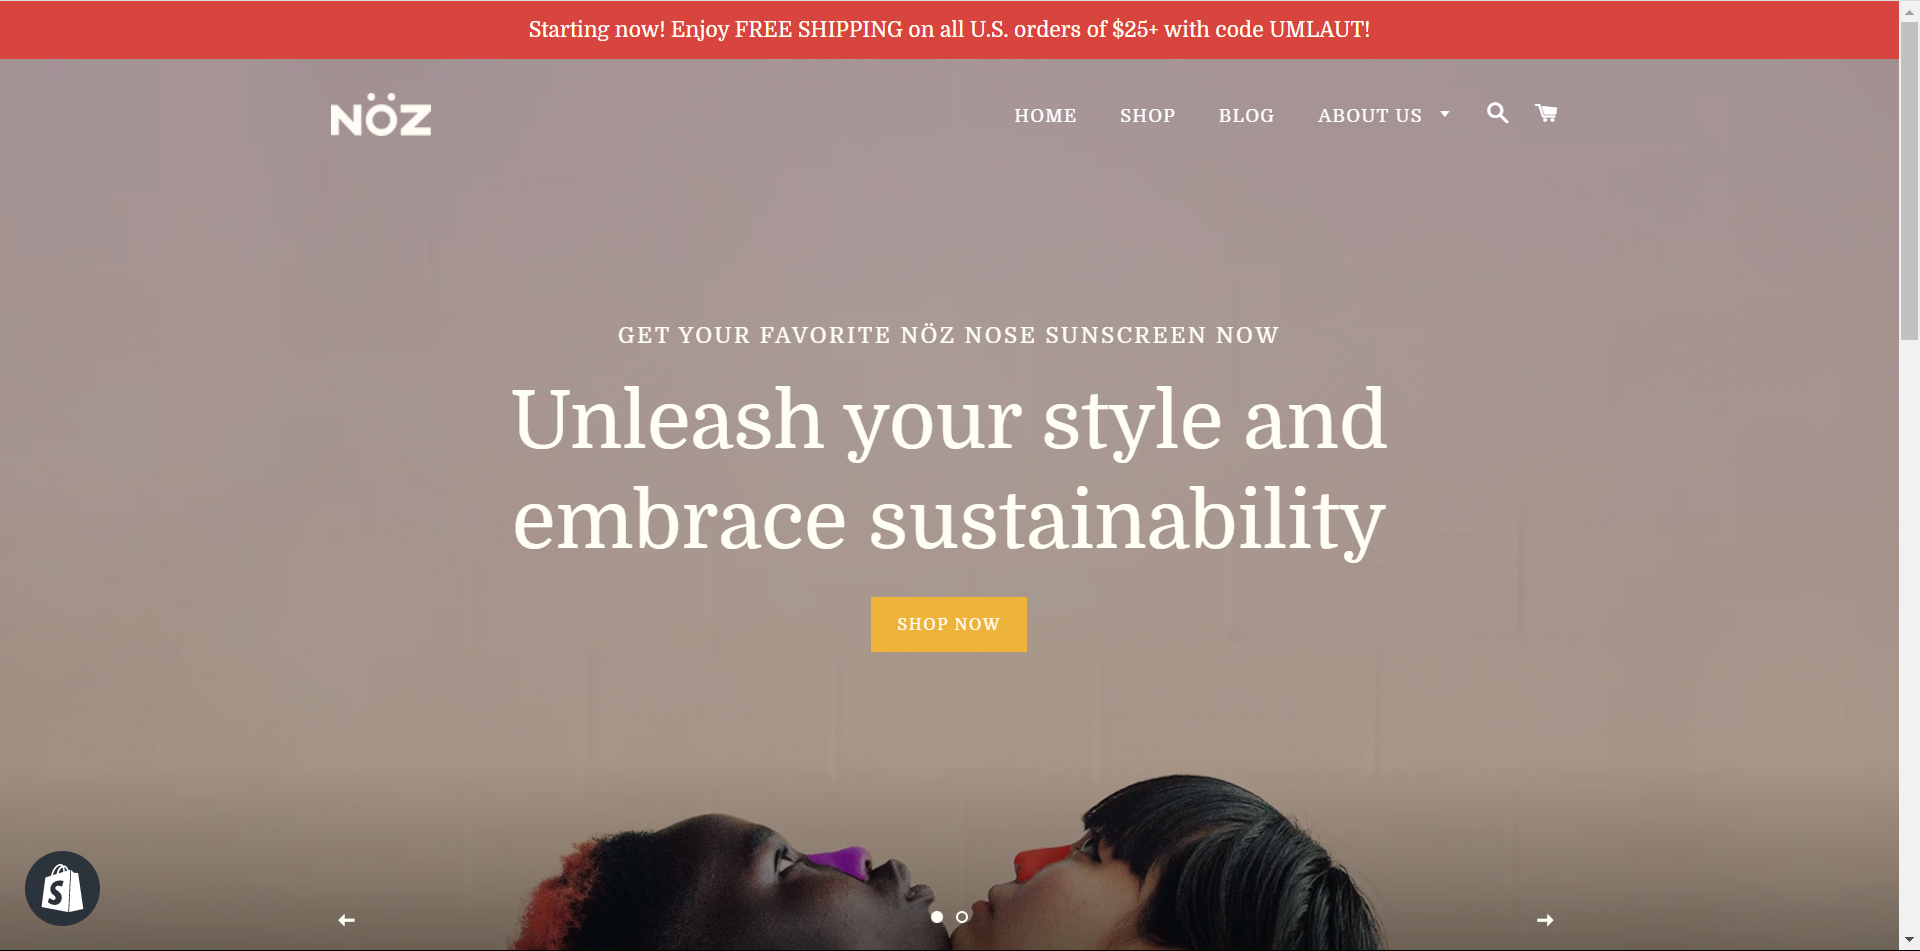 Starting now! Enjoy FREE SHIPPING on all U.S. orders of $25+ with code UMLAUT!
NÖZ
HOME SHOP BLOG ABOUT US
GET YOUR FAVORITE NÖZ NOSE SUNSCREEN NOW
Unleash your style and
embrace sustainability
SHOP NOW
S